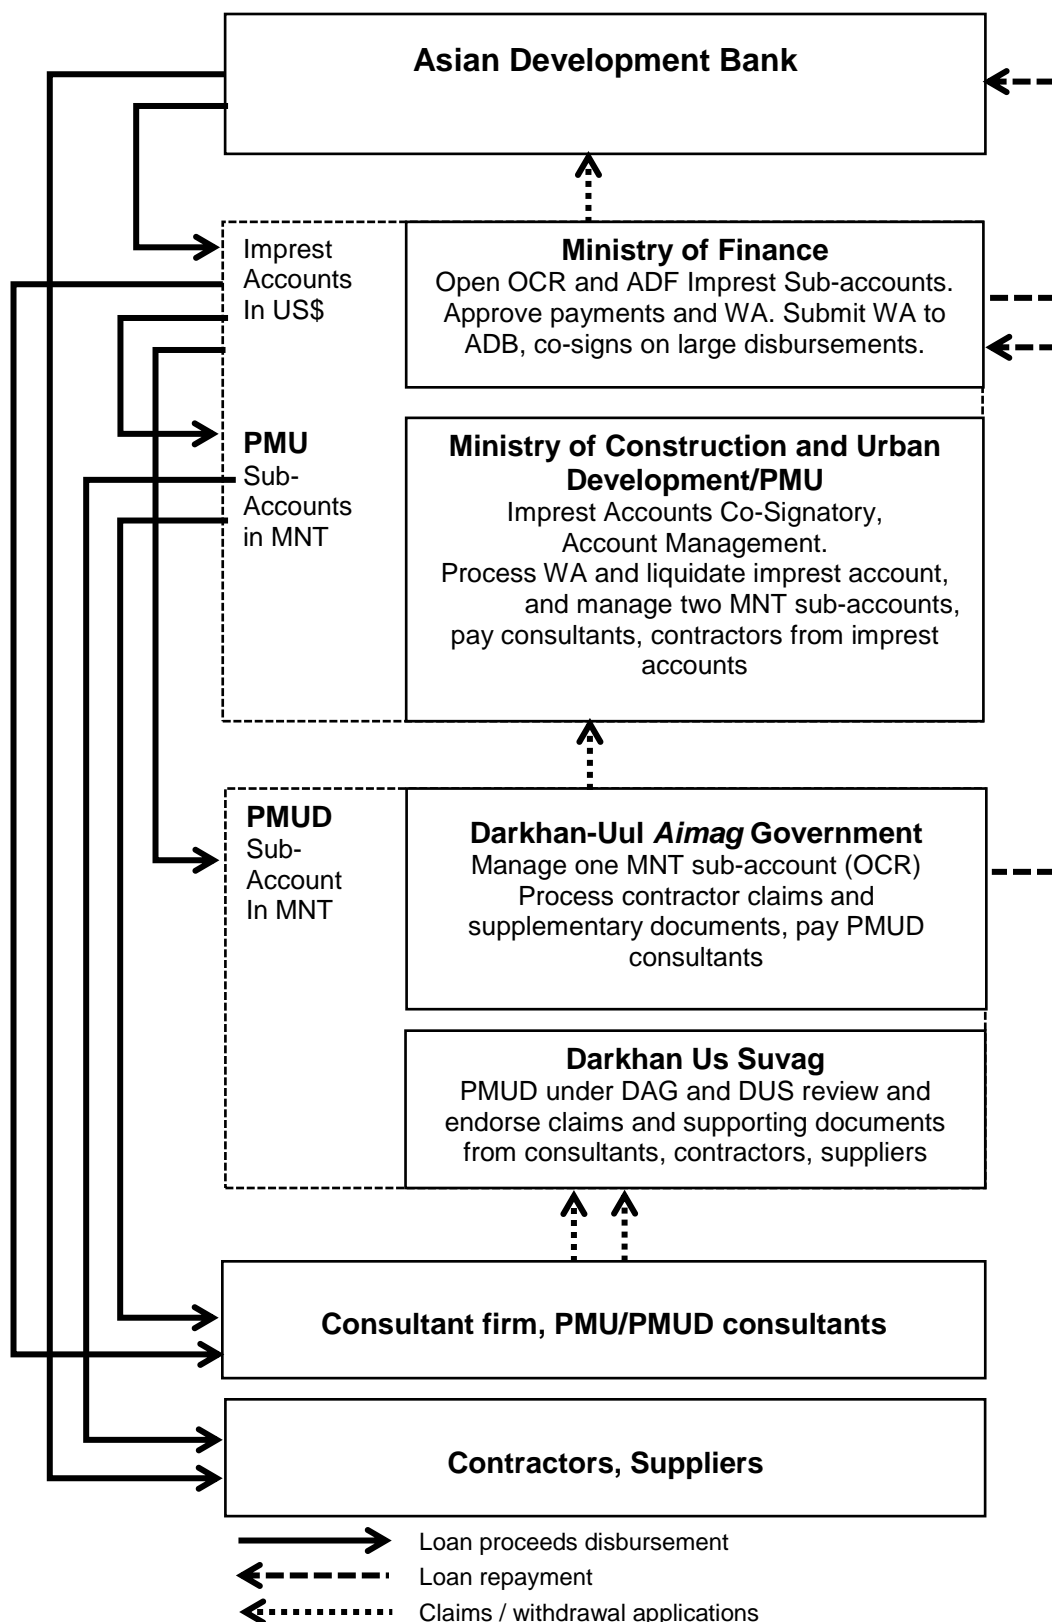 Asian Development Bank
Imprest
Accounts
In US$
Ministry of Finance
Open OCR and ADF Imprest Sub-accounts.
Approve payments and WA. Submit WA to
ADB, co-signs on large disbursements.
PMU
Sub-
Accounts
in MNT
Ministry of Construction and Urban
Development/PMU
Imprest Accounts Co-Signatory,
Account Management.
Process WA and liquidate imprest account,
and manage two MNT sub-accounts,
pay consultants, contractors from imprest
accounts
PMUD
Sub-
Account
In MNT
Darkhan-Uul Aimag Government
Manage one MNT sub-account (OCR)
Process contractor claims and
supplementary documents, pay PMUD
consultants
Darkhan Us Suvag
PMUD under DAG and DUS review and
endorse claims and supporting documents
from consultants, contractors, suppliers
Consultant firm, PMU/PMUD consultants
Contractors, Suppliers
Loan proceeds disbursement
Loan repayment
Claims / withdrawal applications